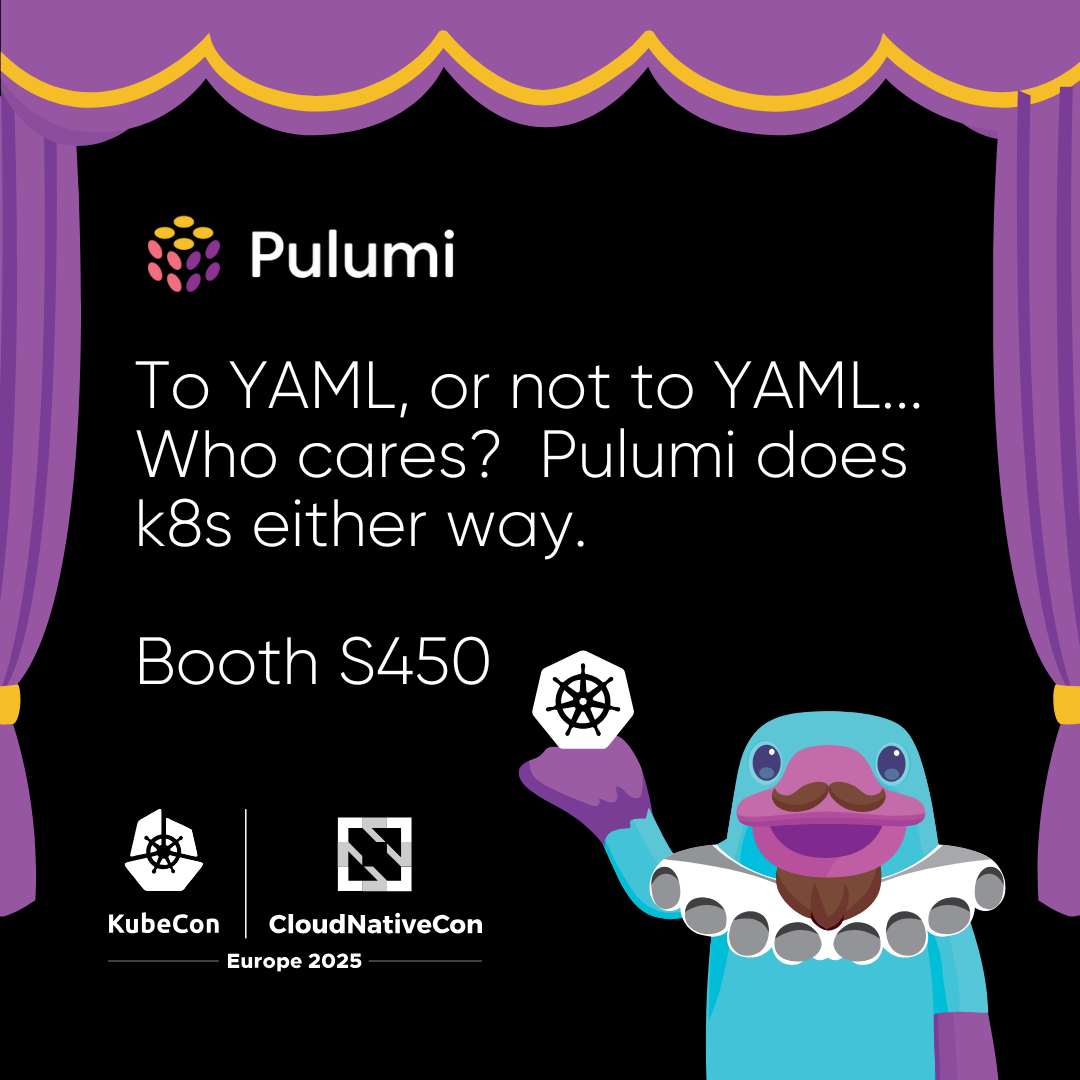 Pulumi
To YAML, or not to YAML...
Who cares?  Pulumi does
k8s either way.
Booth S450
KubeCon
CloudNativeCon
Europe 2025